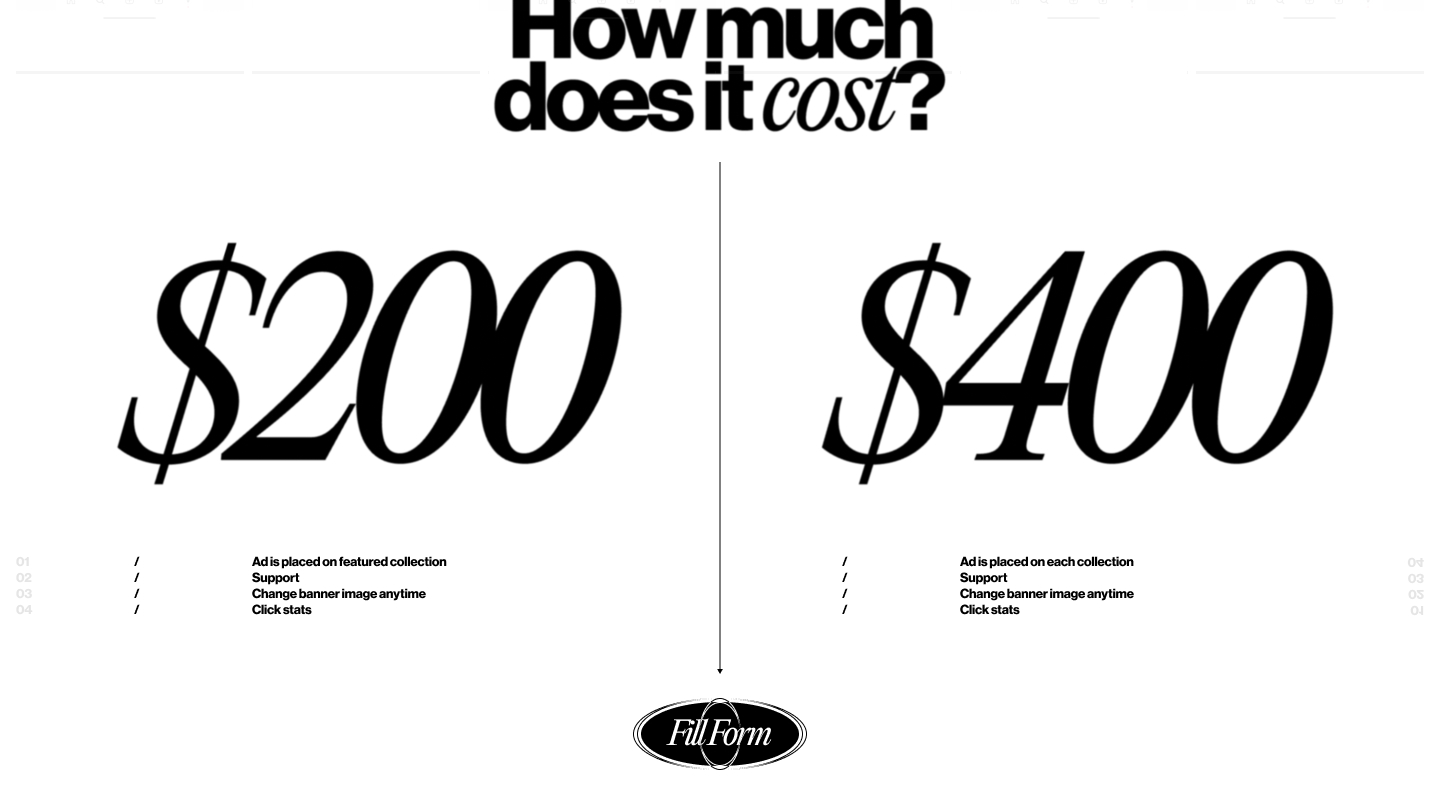 How much
does it cost?
$200
$400
01 / Ad is placed on featured collection
02 / Support
03 / Change banner image anytime
04 / Click stats
/ Ad is placed on each collection 04
/ Support 03
/ Change banner image anytime 02
/ Click stats 01
Fill Form